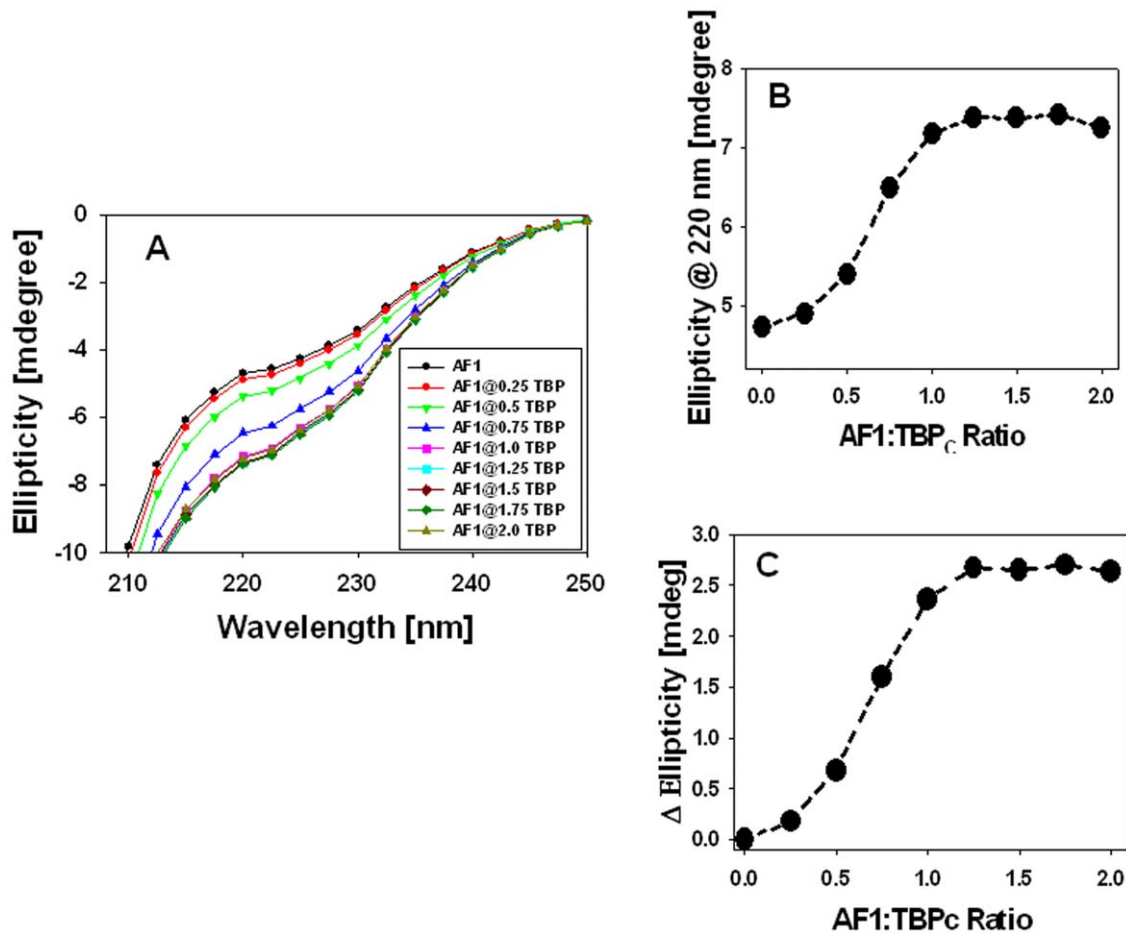 A
Ellipticity [mdegree]
0
-2
-4
-6
-8
-10
AF1
AF1@0.25 TBP
AF1@0.5 TBP
AF1@0.75 TBP
AF1@1.0 TBP
AF1@1.25 TBP
AF1@1.5 TBP
AF1@1.75 TBP
AF1@2.0 TBP
210 220 230 240 250
Wavelength [nm]
B
Ellipticity @ 220 nm [mdegree]
8
7
6
5
4
0.0 0.5 1.0 1.5 2.0
AF1:TBPC Ratio
C
Δ Ellipticity [mdeg]
3.0
2.5
2.0
1.5
1.0
0.5
0.0
0.0 0.5 1.0 1.5 2.0
AF1:TBPc Ratio